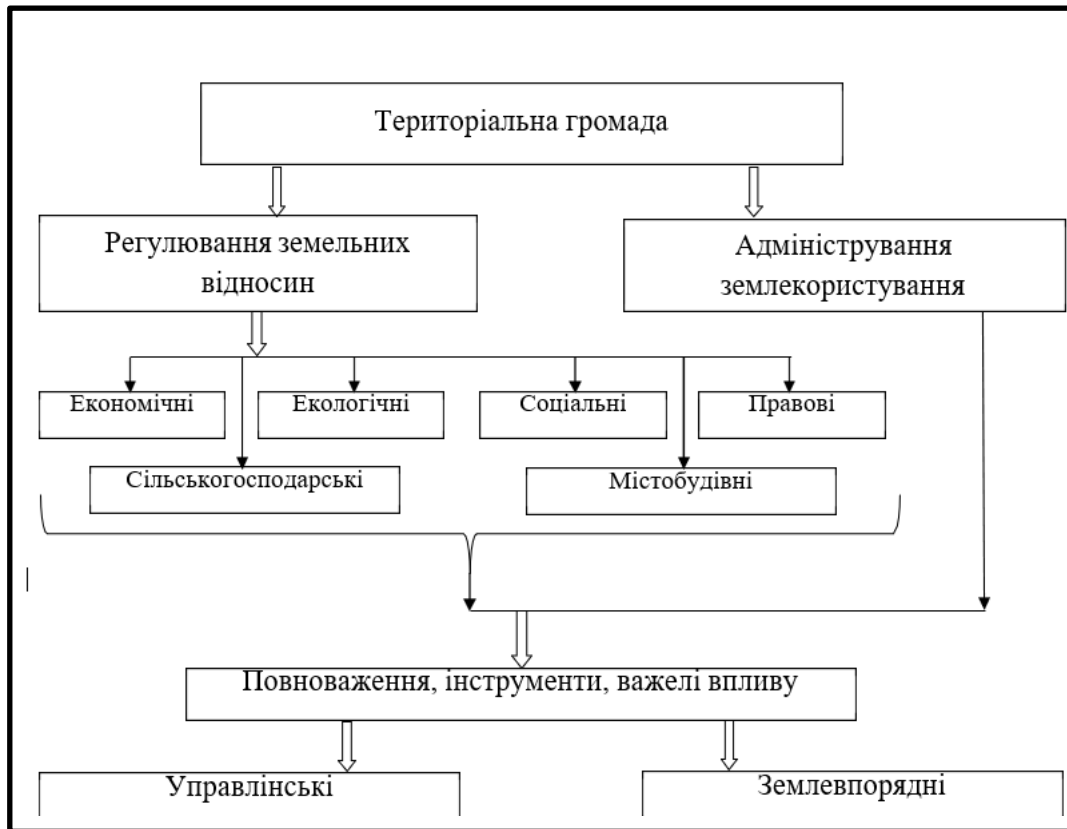 Територіальна громада
Регулювання земельних
відносин
Адміністрування
землекористування
Економічні
Екологічні
Соціальні
Правові
Сільськогосподарські
Містобудівні
Повноваження, інструменти, важелі впливу
Управлінські
Землевпорядні